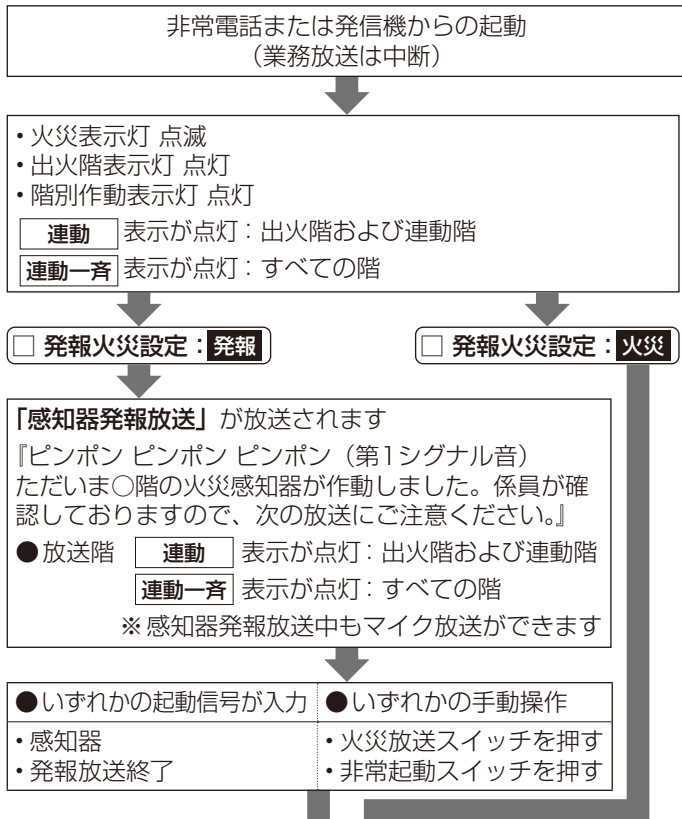 非常電話または発信機からの起動
（業務放送は中断）
・火災表示灯 点滅
・出火階表示灯 点灯
・階別作動表示灯 点灯
連動 表示が点灯：出火階および連動階
連動一斉 表示が点灯：すべての階
□ 発報火災設定：発報
□ 発報火災設定：火災
「感知器発報放送」が放送されます
『ピンポン ピンポン ピンポン（第1シグナル音）
ただいま○階の火災感知器が作動しました。係員が確
認しておりますので、次の放送にご注意ください。』
●放送階 連動 表示が点灯：出火階および連動階
連動一斉 表示が点灯：すべての階
※感知器発報放送中もマイク放送ができます
●いずれかの起動信号が入力
・感知器
・発報放送終了
●いずれかの手動操作
・火災放送スイッチを押す
・非常起動スイッチを押す